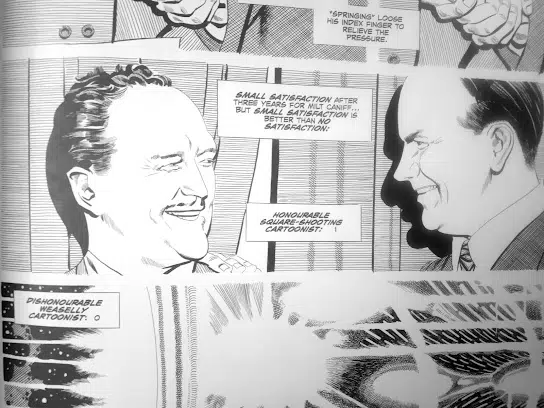 "SPRINGING" LOOSE
HIS INDEX FINGER TO
RELIEVE THE
PRESSURE.
SMALL SATISFACTION AFTER
THREE YEARS FOR MILT CANIFF...
BUT SMALL SATISFACTION IS
BETTER THAN NO
SATISFACTION:
HONOURABLE
SQUARE-SHOOTING
CARTOONIST: 1
DISHONOURABLE
WEASELLY
CARTOONIST: 0